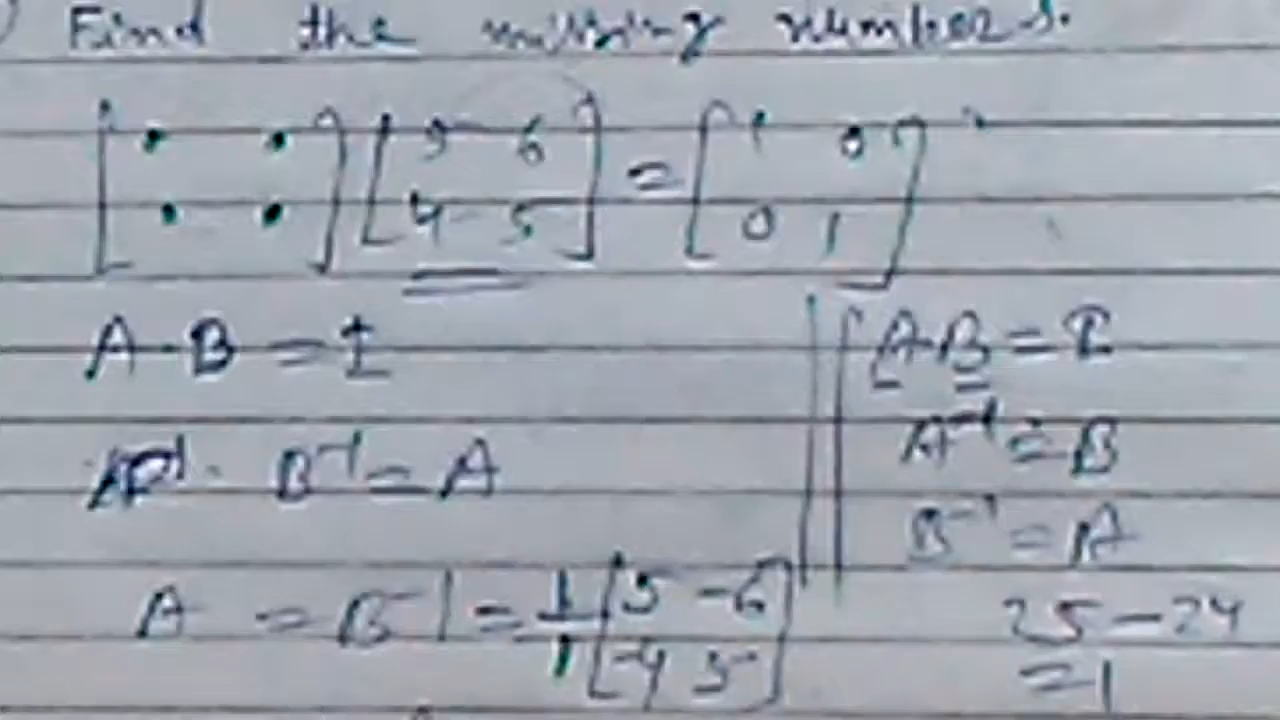 Find the missing numbers.
[• •
• •] [5 6
4 5] = [1 0
0 1]
A·B = I
B⁻¹ = A
A = B⁻¹ = 1/1 [5 -6
-4 5]
A·B = I
A⁻¹ = B
B⁻¹ = A
25-24
=1